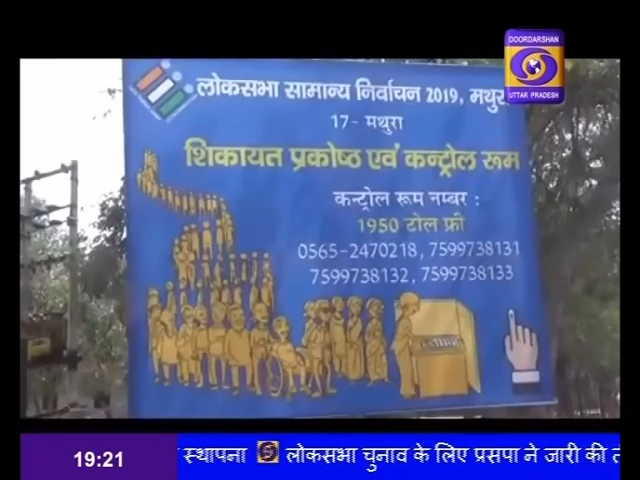 DOORDARSHAN
UTTAR PRADESH
लोकसभा सामान्य निर्वाचन 2019,
17- मथुरा
शिकायत प्रकोष्ठ एवं कन्ट्रोल रूम
कन्ट्रोल रूम नम्बर :
1950 टोल फ्री
0565-2470218, 7599738131
7599738132, 7599738133
19:21
स्थापना लोकसभा चुनाव के लिए प्रसपा ने जारी की